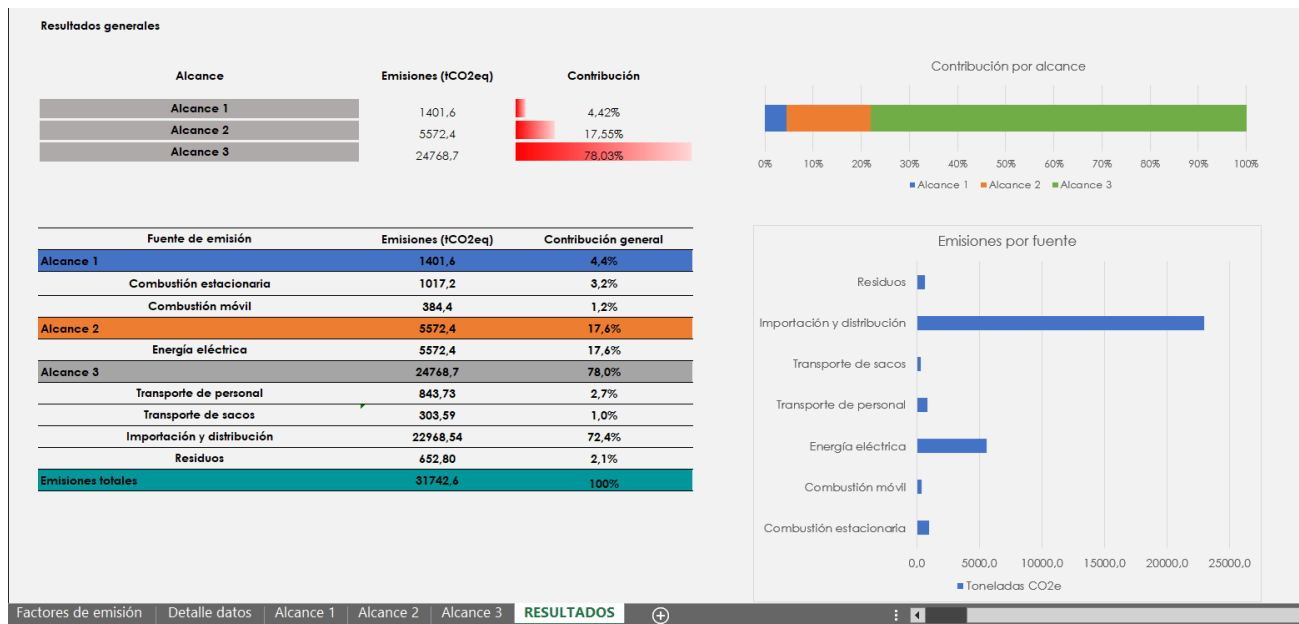 Resultados generales
Alcance Emisiones (tCO2eq) Contribución
Alcance 1 1401,6 4,42%
Alcance 2 5572,4 17,55%
Alcance 3 24768,7 78,03%
Contribución por alcance
0% 10% 20% 30% 40% 50% 60% 70% 80% 90% 100%
Alcance 1 Alcance 2 Alcance 3
Fuente de emisión Emisiones (tCO2eq) Contribución general
Alcance 1 1401,6 4,4%
Combustión estacionaria 1017,2 3,2%
Combustión móvil 384,4 1,2%
Alcance 2 5572,4 17,6%
Energía eléctrica 5572,4 17,6%
Alcance 3 24768,7 78,0%
Transporte de personal 843,73 2,7%
Transporte de sacos 303,59 1,0%
Importación y distribución 22968,54 72,4%
Residuos 652,80 2,1%
Emisiones totales 31742,6 100%
Emisiones por fuente
Residuos
Importación y distribución
Transporte de sacos
Transporte de personal
Energía eléctrica
Combustión móvil
Combustión estacionaria
0,0 5000,0 10000,0 15000,0 20000,0 25000,0
Toneladas CO2e
Factores de emisión Detalle datos Alcance 1 Alcance 2 Alcance 3 RESULTADOS